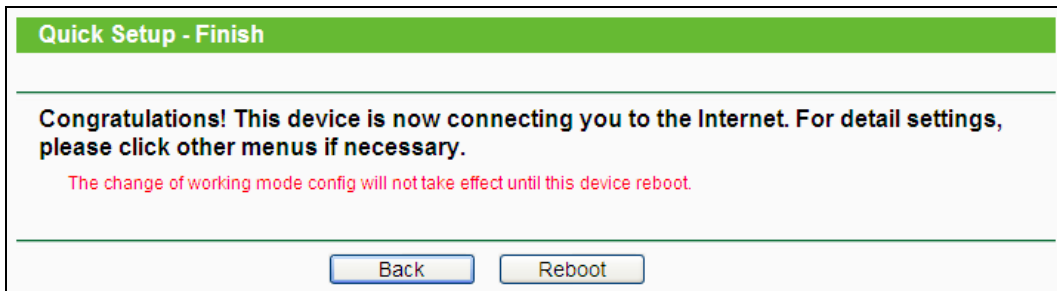 Quick Setup - Finish
Congratulations! This device is now connecting you to the Internet. For detail settings,
please click other menus if necessary.
The change of working mode config will not take effect until this device reboot.
Back Reboot